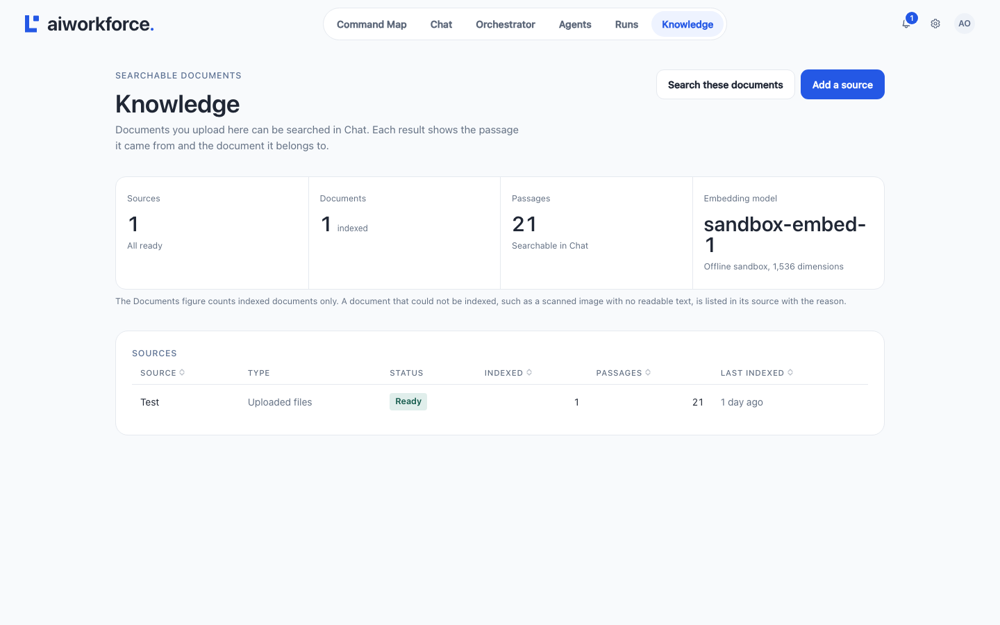 aiworkforce.
Command Map
Chat
Orchestrator
Agents
Runs
Knowledge
1
AO
SEARCHABLE DOCUMENTS
Knowledge
Documents you upload here can be searched in Chat. Each result shows the passage
it came from and the document it belongs to.
Search these documents
Add a source
Sources
1
All ready
Documents
1 indexed
Passages
21
Searchable in Chat
Embedding model
sandbox-embed-
1
Offline sandbox, 1,536 dimensions
The Documents figure counts indexed documents only. A document that could not be indexed, such as a scanned image with no readable text, is listed in its source with the reason.
SOURCES
SOURCE TYPE STATUS INDEXED PASSAGES LAST INDEXED
Test Uploaded files Ready 1 21 1 day ago